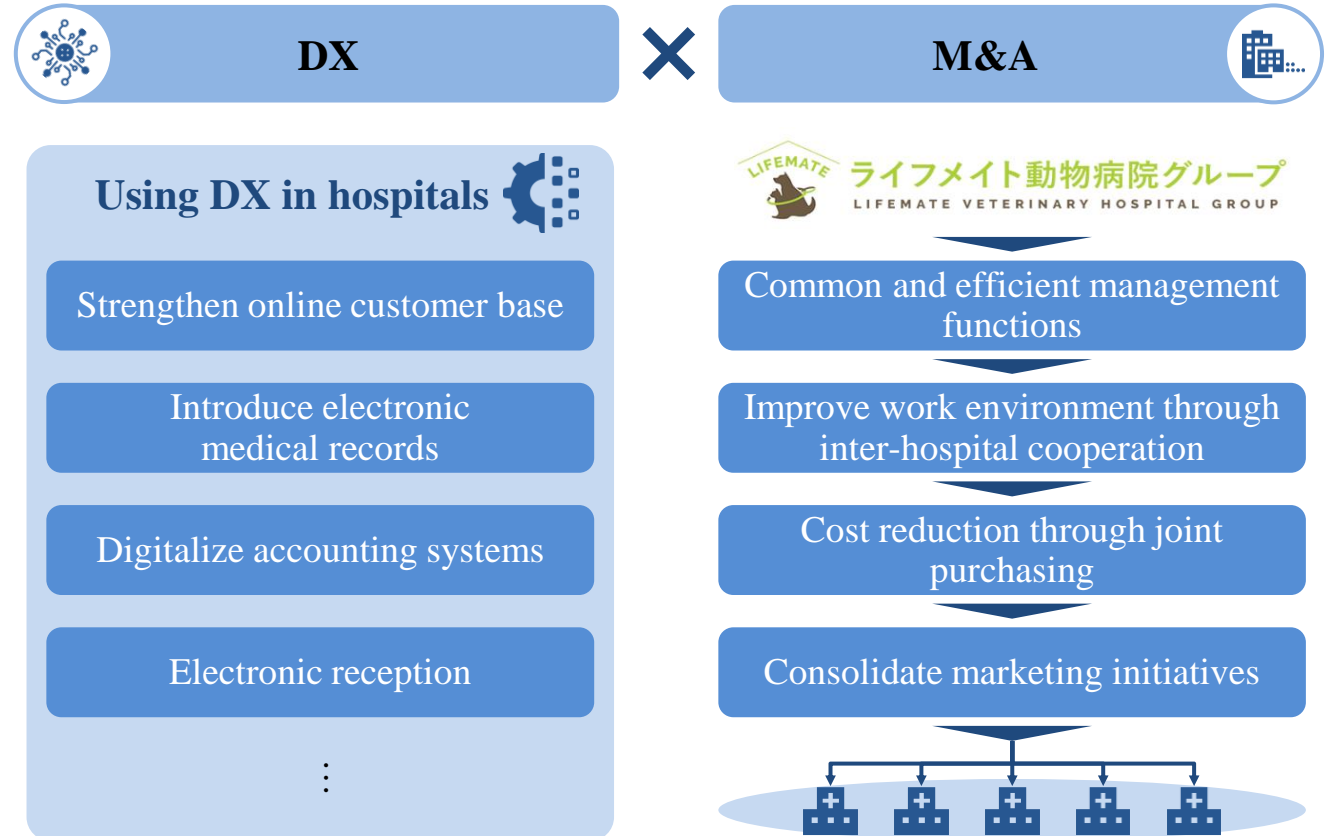 DX
M&A
Using DX in hospitals
Strengthen online customer base
Introduce electronic
medical records
Digitalize accounting systems
Electronic reception
⋮
LIFEMATE
ライフメイト動物病院グループ
LIFEMATE VETERINARY HOSPITAL GROUP
Common and efficient management
functions
Improve work environment through
inter-hospital cooperation
Cost reduction through joint
purchasing
Consolidate marketing initiatives